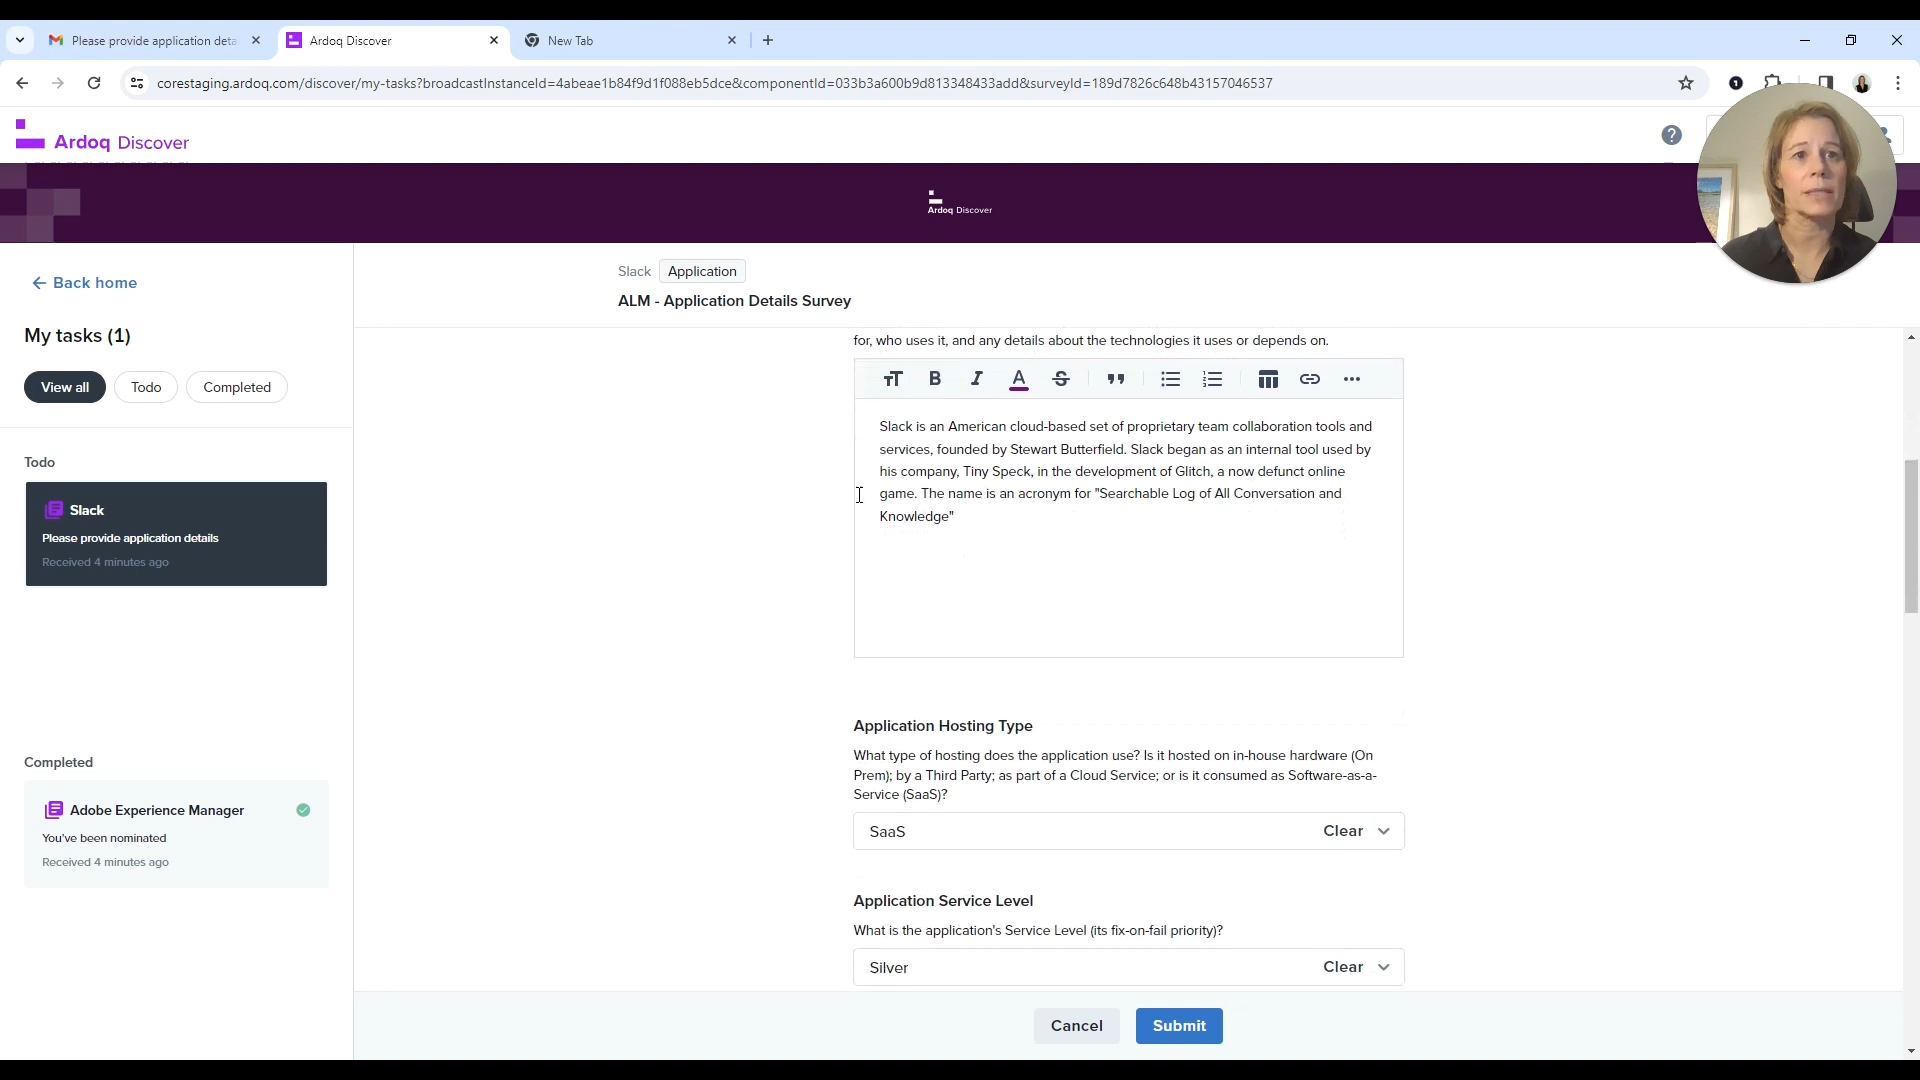 Please provide application deta
Ardoq Discover
New Tab
corestaging.ardoq.com/discover/my-tasks?broadcastInstanceId=4abeae1b84f9d1f088eb5dce&componentId=033b3a600b9d813348433add&surveyId=189d7826c648b43157046537
Ardoq Discover
Ardoq Discover
Back home
My tasks (1)
View all
Todo
Completed
Todo
Slack
Please provide application details
Received 4 minutes ago
Completed
Adobe Experience Manager
You've been nominated
Received 4 minutes ago
Slack Application
ALM - Application Details Survey
for, who uses it, and any details about the technologies it uses or depends on.
Slack is an American cloud-based set of proprietary team collaboration tools and
services, founded by Stewart Butterfield. Slack began as an internal tool used by
his company, Tiny Speck, in the development of Glitch, a now defunct online
game. The name is an acronym for "Searchable Log of All Conversation and
Knowledge"
Application Hosting Type
What type of hosting does the application use? Is it hosted on in-house hardware (On
Prem); by a Third Party; as part of a Cloud Service; or is it consumed as Software-as-a-
Service (SaaS)?
SaaS Clear
Application Service Level
What is the application's Service Level (its fix-on-fail priority)?
Silver Clear
Cancel Submit